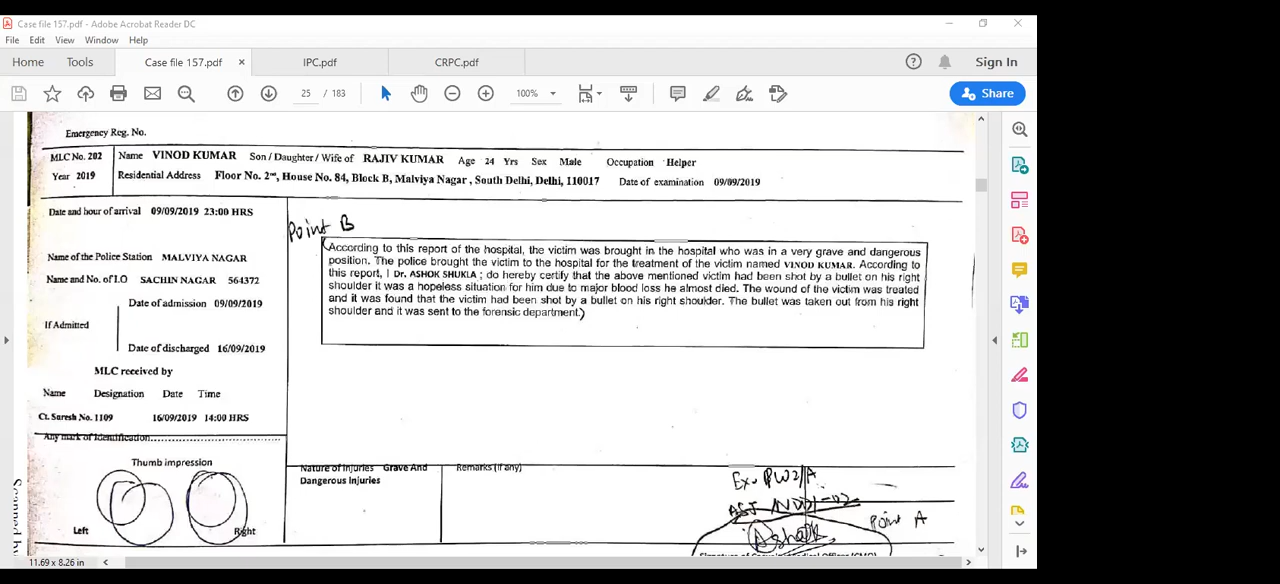 Case file 157.pdf - Adobe Acrobat Reader DC
File Edit View Window Help
Home Tools Case file 157.pdf × IPC.pdf CRPC.pdf Sign In
25 / 183 100% Share
Emergency Reg. No.
MLC No. 202 Name VINOD KUMAR Son / Daughter / Wife of RAJIV KUMAR Age 24 Yrs Sex Male Occupation Helper
Year 2019 Residential Address Floor No. 2nd, House No. 84, Block B, Malviya Nagar , South Delhi, Delhi, 110017 Date of examination 09/09/2019
Date and hour of arrival 09/09/2019 23:00 HRS
Name of the Police Station MALVIYA NAGAR
Name and No. of I.O SACHIN NAGAR 564372
Date of admission 09/09/2019
If Admitted
Date of discharged 16/09/2019
MLC received by
Name Designation Date Time
Ct. Suresh No. 1109 16/09/2019 14:00 HRS
Any mark of Identification
Thumb impression
Left Right
Point B
(According to this report of the hospital, the victim was brought in the hospital who was in a very grave and dangerous
position. The police brought the victim to the hospital for the treatment of the victim named VINOD KUMAR. According to
this report, I Dr. ASHOK SHUKLA ; do hereby certify that the above mentioned victim had been shot by a bullet on his right
shoulder it was a hopeless situation for him due to major blood loss he almost died. The wound of the victim was treated
and it was found that the victim had been shot by a bullet on his right shoulder. The bullet was taken out from his right
shoulder and it was sent to the forensic department.)
Nature of Injuries Grave And
Dangerous Injuries
Remarks (if any)
Ex. PW2/A
ASJ
Ashok
Point A
Scanned
11.69 x 8.26 in